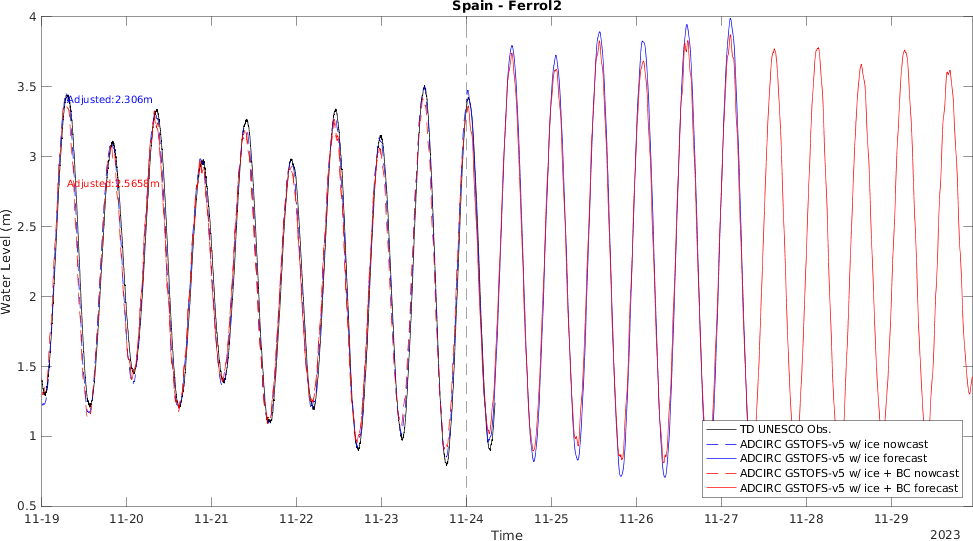 Spain - Ferrol2
4
3.5
3
2.5
2
1.5
1
0.5
Water Level (m)
Adjusted:2.306m
Adjusted:2.5658m
TD UNESCO Obs.
ADCIRC GSTOFS-v5 w/ ice nowcast
ADCIRC GSTOFS-v5 w/ ice forecast
ADCIRC GSTOFS-v5 w/ ice + BC nowcast
ADCIRC GSTOFS-v5 w/ ice + BC forecast
11-19 11-20 11-21 11-22 11-23 11-24 11-25 11-26 11-27 11-28 11-29
Time
2023